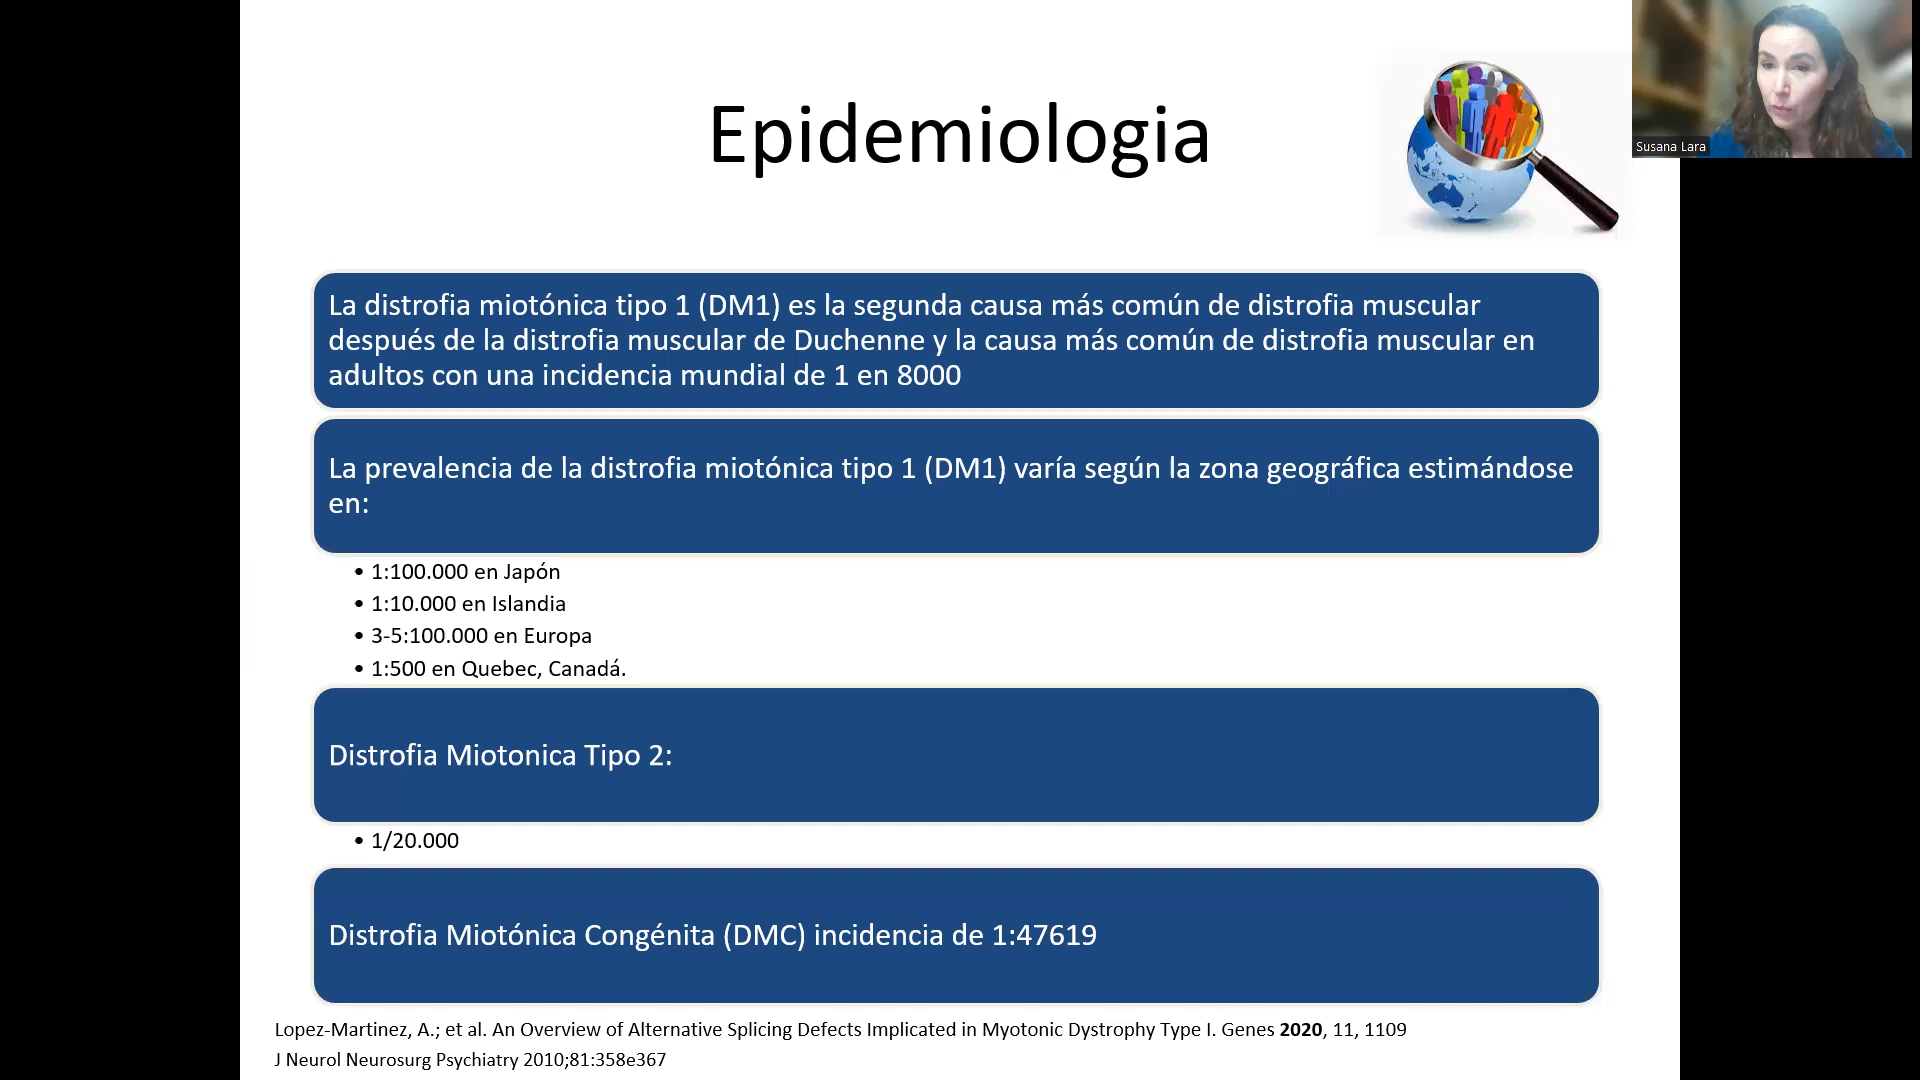 Epidemiologia
Susana Lara
La distrofia miotónica tipo 1 (DM1) es la segunda causa más común de distrofia muscular
después de la distrofia muscular de Duchenne y la causa más común de distrofia muscular en
adultos con una incidencia mundial de 1 en 8000
La prevalencia de la distrofia miotónica tipo 1 (DM1) varía según la zona geográfica estimándose
en:
• 1:100.000 en Japón
• 1:10.000 en Islandia
• 3-5:100.000 en Europa
• 1:500 en Quebec, Canadá.
Distrofia Miotonica Tipo 2:
• 1/20.000
Distrofia Miotónica Congénita (DMC) incidencia de 1:47619
Lopez-Martinez, A.; et al. An Overview of Alternative Splicing Defects Implicated in Myotonic Dystrophy Type I. Genes 2020, 11, 1109
J Neurol Neurosurg Psychiatry 2010;81:358e367